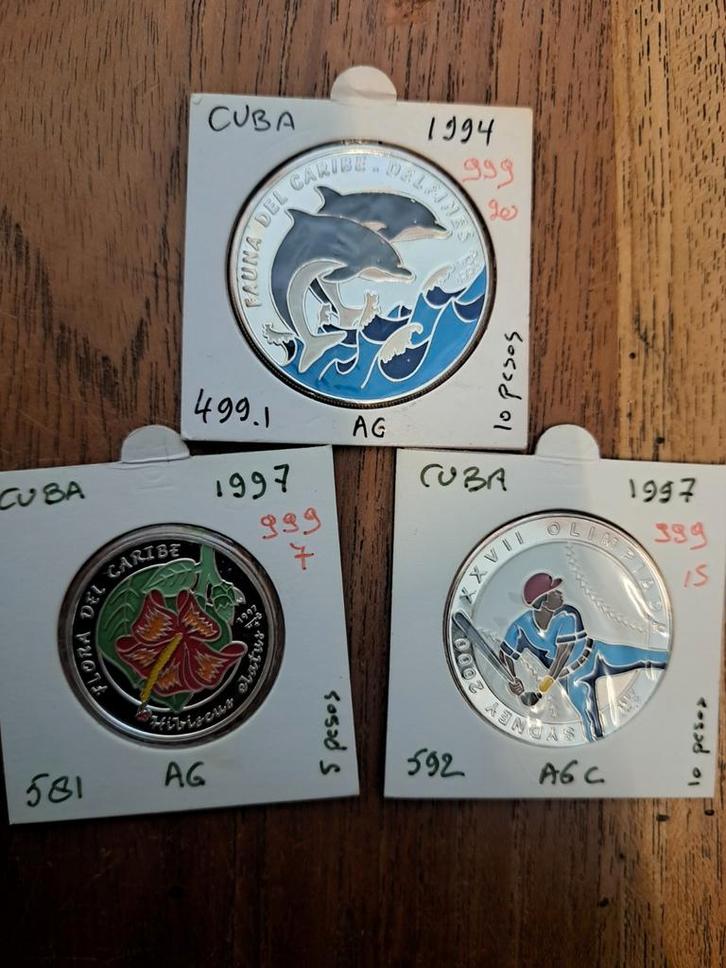 CUBA 1994
999
20
FAUNA DEL CARIBE · DELFINES
499.1 AG 10 pesos
CUBA 1997
999
7
FLORA DEL CARIBE
1997
Hibiscus elatus
581 AG 5 pesos
CUBA 1997
999
15
XXVII OLIMPIADA
SYDNEY 2000
592 AG C 10 pesos